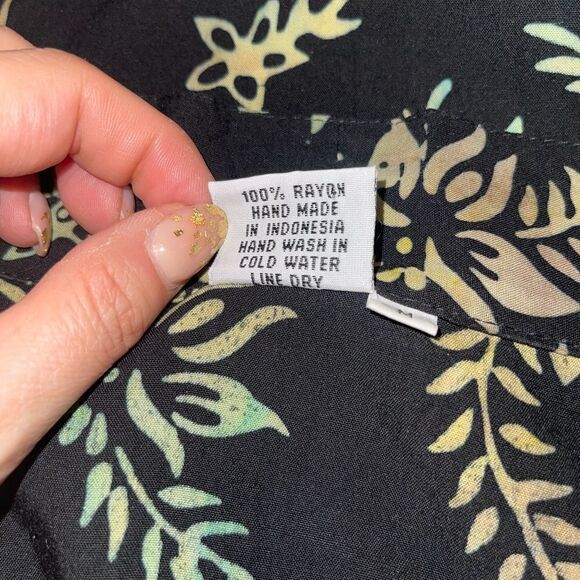 100% RAYON
HAND MADE
IN INDONESIA
HAND WASH IN
COLD WATER
LINE DRY